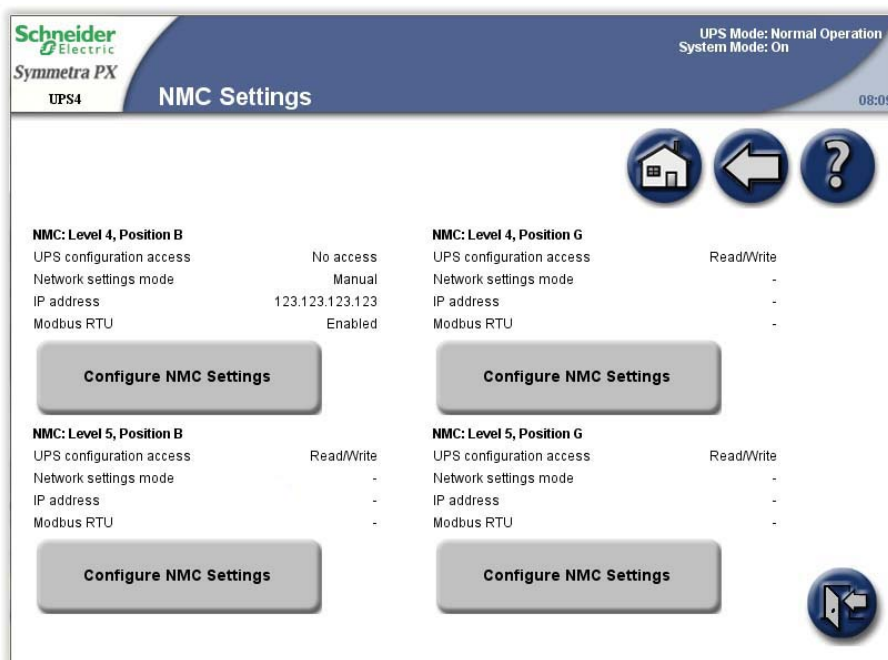 Schneider
Electric
Symmetra PX
UPS4
NMC Settings
UPS Mode: Normal Operation
System Mode: On
08:09
?
NMC: Level 4, Position B
UPS configuration access No access
Network settings mode Manual
IP address 123.123.123.123
Modbus RTU Enabled
Configure NMC Settings
NMC: Level 4, Position G
UPS configuration access Read/Write
Network settings mode -
IP address -
Modbus RTU -
Configure NMC Settings
NMC: Level 5, Position B
UPS configuration access Read/Write
Network settings mode -
IP address -
Modbus RTU -
Configure NMC Settings
NMC: Level 5, Position G
UPS configuration access Read/Write
Network settings mode -
IP address -
Modbus RTU -
Configure NMC Settings